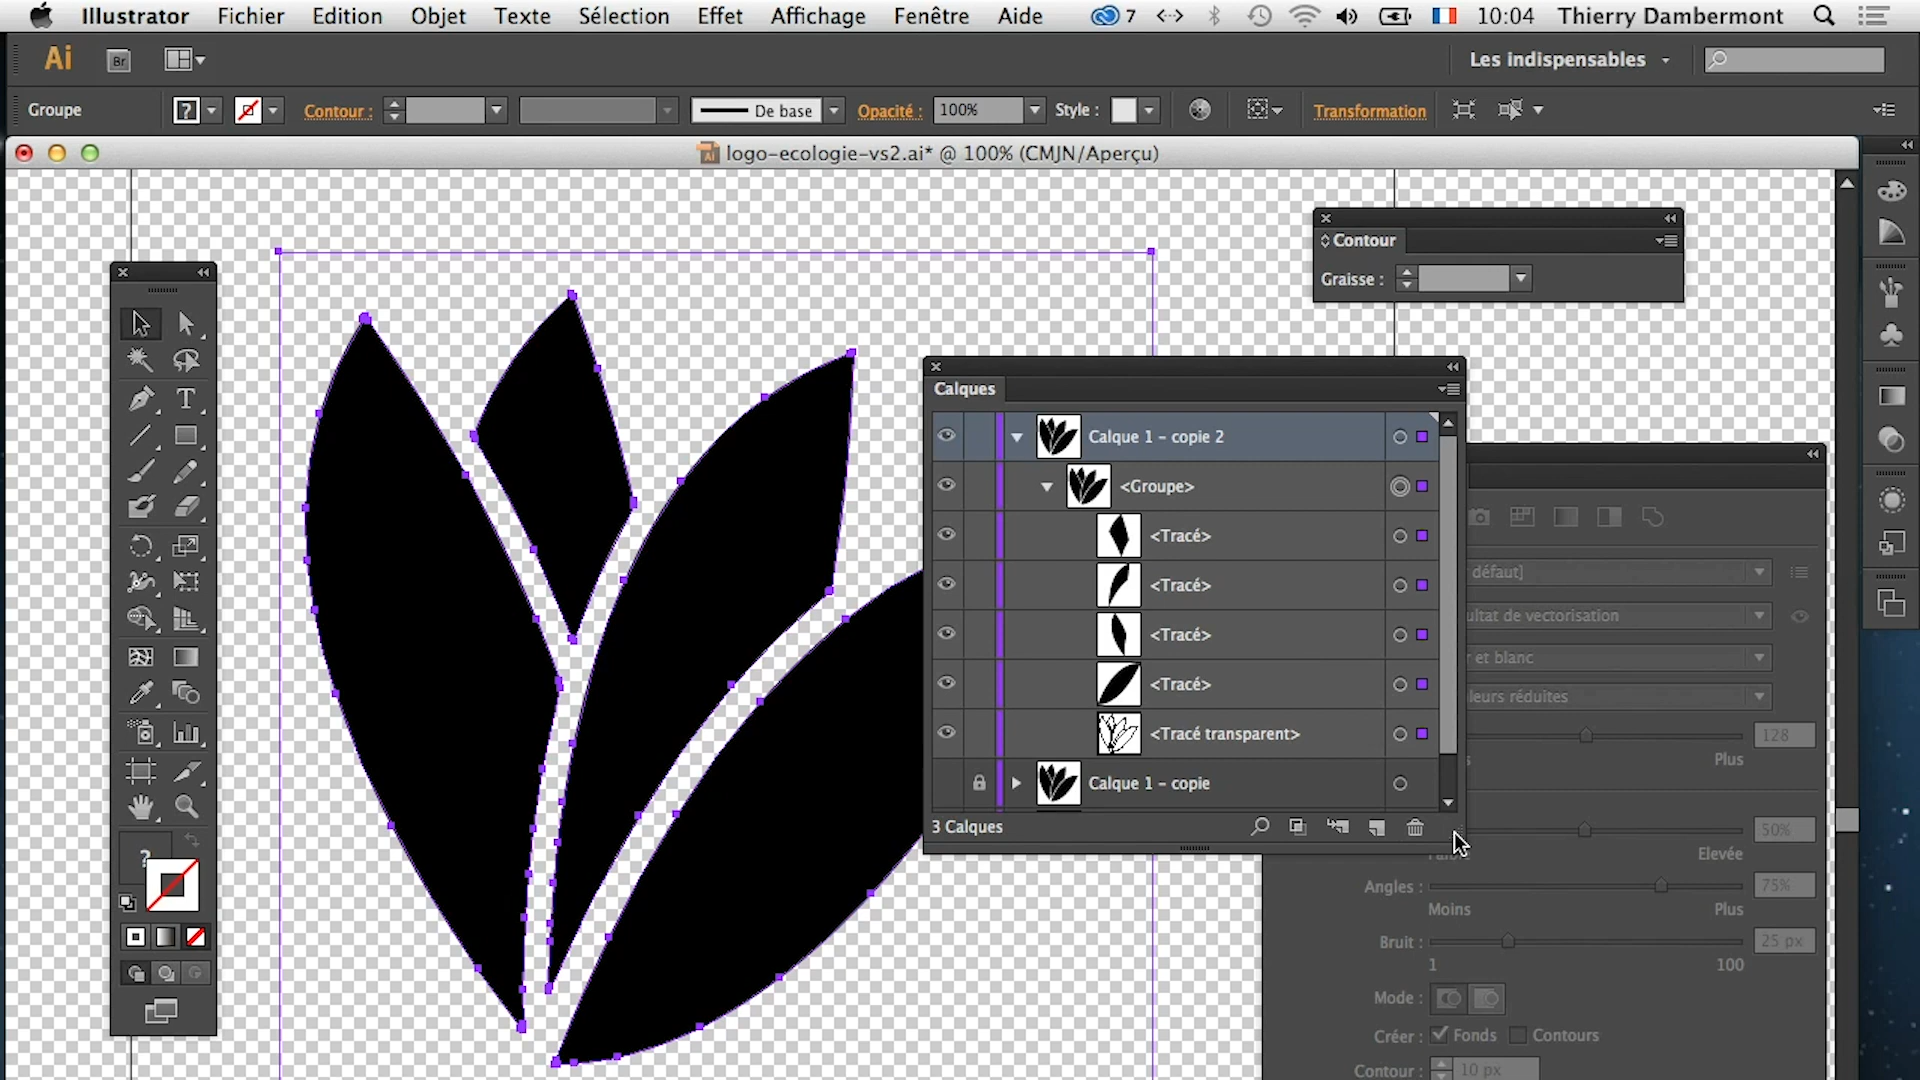 Illustrator Fichier Edition Objet Texte Sélection Effet Affichage Fenêtre Aide 7 10:04 Thierry Dambermont
Ai Br Les indispensables
Groupe ? Contour : De base Opacité : 100% Style : Transformation
logo-ecologie-vs2.ai* @ 100% (CMJN/Aperçu)
Contour
Graisse :
Calques
Calque 1 - copie 2
<Groupe>
<Tracé>
<Tracé>
<Tracé>
<Tracé>
<Tracé transparent>
Calque 1 - copie
3 Calques
défaut]
ultat de vectorisation
r et blanc
leurs réduites
128
s Plus
50%
Faible Elevée
Angles : 75%
Moins Plus
Bruit : 25 px
1 100
Mode :
Créer : Fonds Contours
Contour : 10 px
T
?